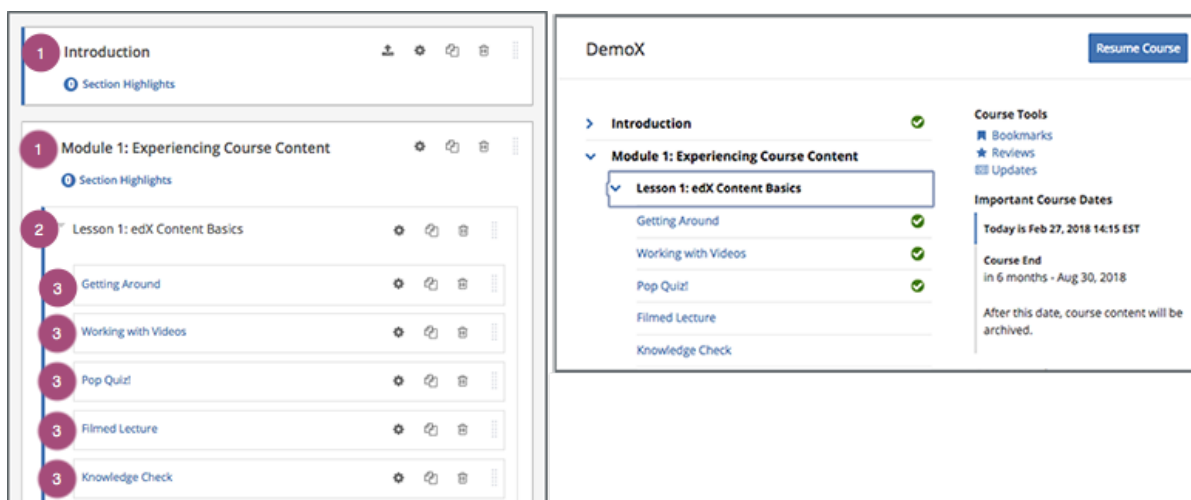 1 Introduction
0 Section Highlights
1 Module 1: Experiencing Course Content
0 Section Highlights
2 Lesson 1: edX Content Basics
3 Getting Around
3 Working with Videos
3 Pop Quiz!
3 Filmed Lecture
3 Knowledge Check
DemoX
Resume Course
Introduction
Module 1: Experiencing Course Content
Lesson 1: edX Content Basics
Getting Around
Working with Videos
Pop Quiz!
Filmed Lecture
Knowledge Check
Course Tools
Bookmarks
Reviews
Updates
Important Course Dates
Today is Feb 27, 2018 14:15 EST
Course End
in 6 months - Aug 30, 2018
After this date, course content will be
archived.